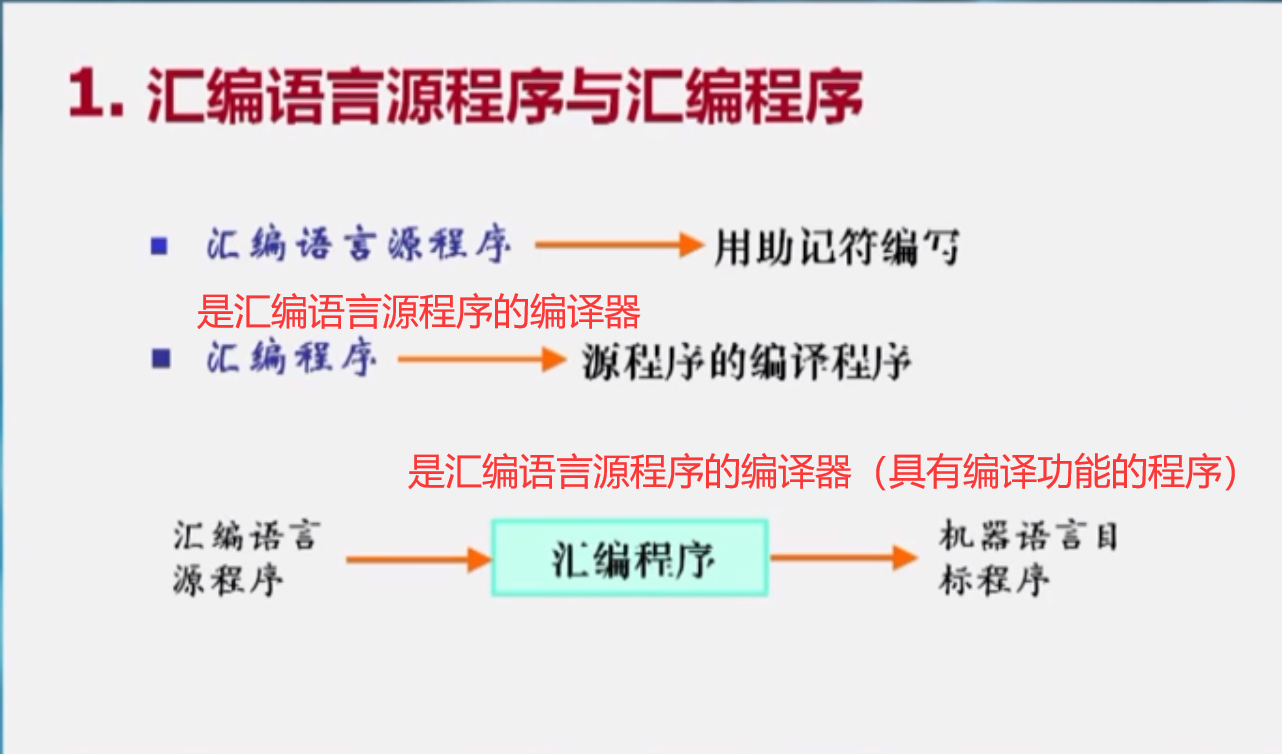 1. 汇编语言源程序与汇编程序
汇编语言源程序 用助记符编写
是汇编语言源程序的编译器
汇编程序 源程序的编译程序
是汇编语言源程序的编译器（具有编译功能的程序）
汇编语言
源程序
汇编程序
机器语言目
标程序